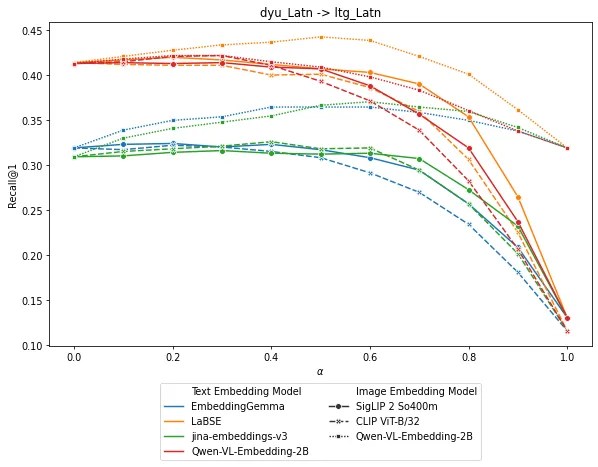 dyu_Latn -> ltg_Latn
0.45
0.40
0.35
0.30
0.25
0.20
0.15
0.10
Recall@1
0.0 0.2 0.4 0.6 0.8 1.0
α
Text Embedding Model
EmbeddingGemma
LaBSE
jina-embeddings-v3
Qwen-VL-Embedding-2B
Image Embedding Model
SigLIP 2 So400m
CLIP ViT-B/32
Qwen-VL-Embedding-2B